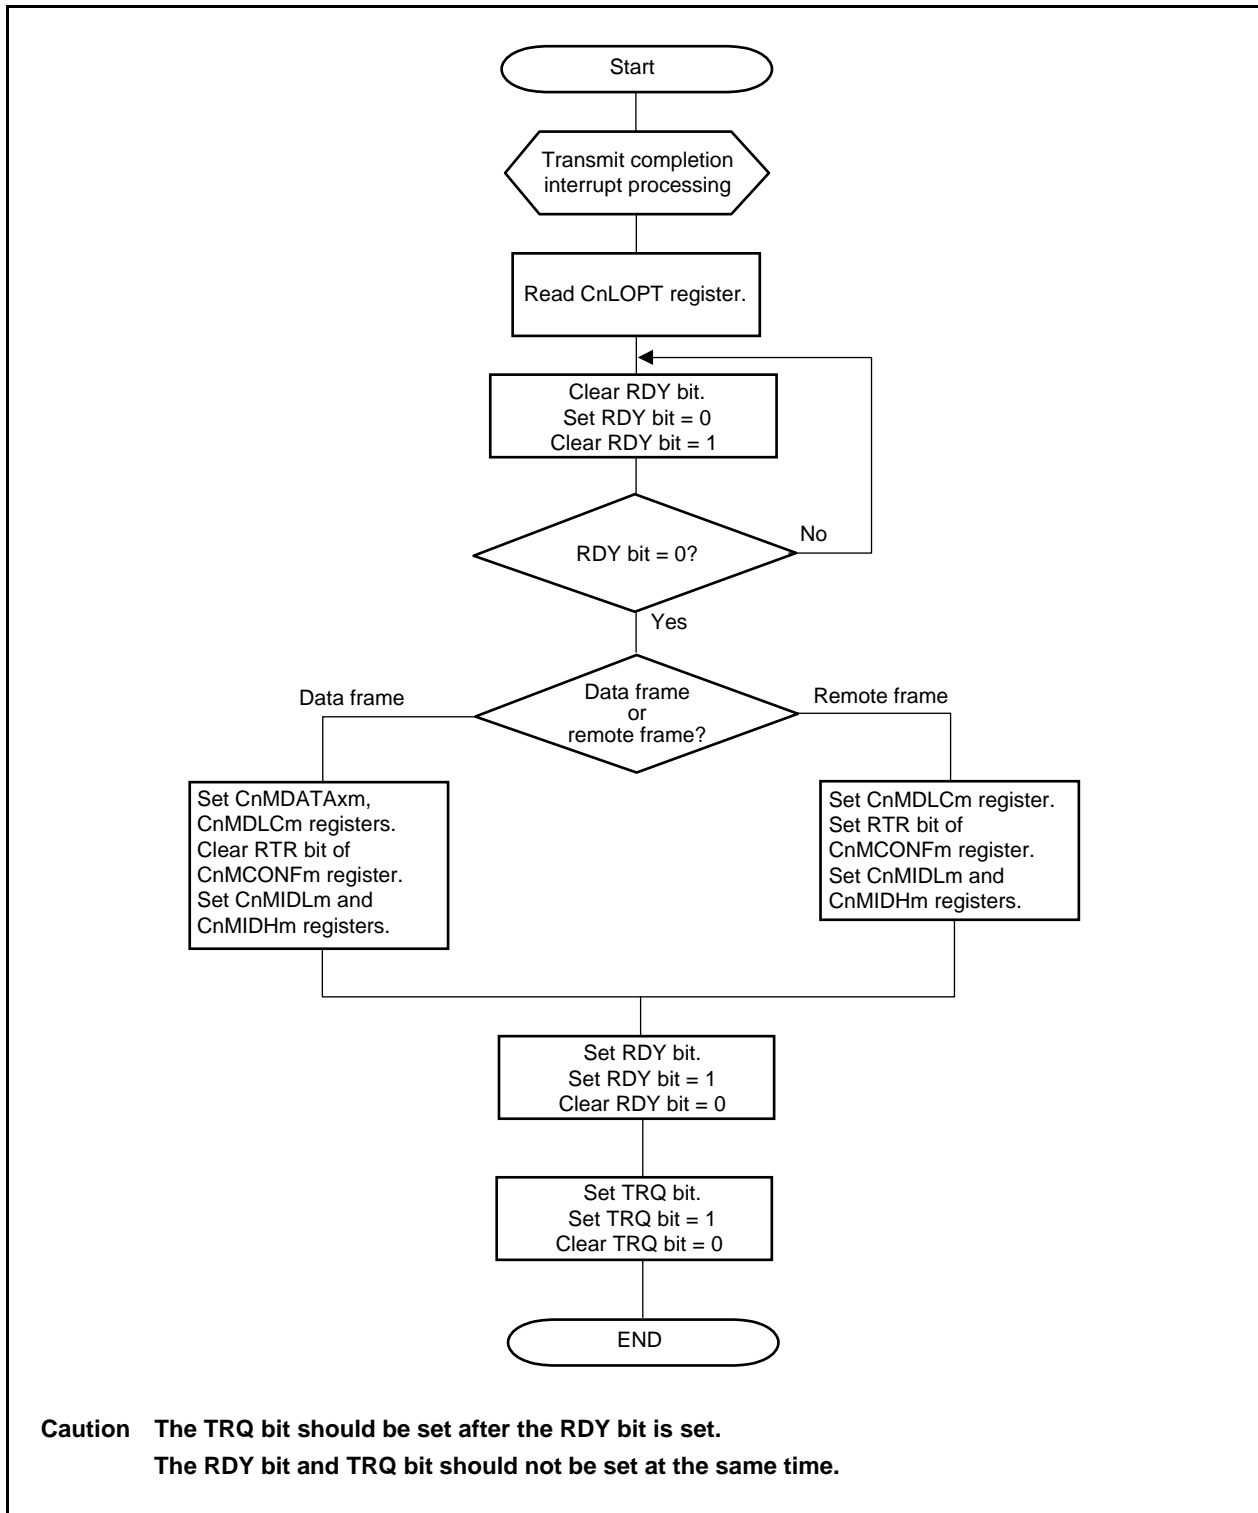 Start
Transmit completion
interrupt processing
Read CnLOPT register.
Clear RDY bit.
Set RDY bit = 0
Clear RDY bit = 1
No
RDY bit = 0?
Yes
Data frame
Data frame
or
remote frame?
Remote frame
Set CnMDATAxm,
CnMDLCm registers.
Clear RTR bit of
CnMCONFm register.
Set CnMIDLm and
CnMIDHm registers.
Set CnMDLCm register.
Set RTR bit of
CnMCONFm register.
Set CnMIDLm and
CnMIDHm registers.
Set RDY bit.
Set RDY bit = 1
Clear RDY bit = 0
Set TRQ bit.
Set TRQ bit = 1
Clear TRQ bit = 0
END
Caution The TRQ bit should be set after the RDY bit is set.
The RDY bit and TRQ bit should not be set at the same time.